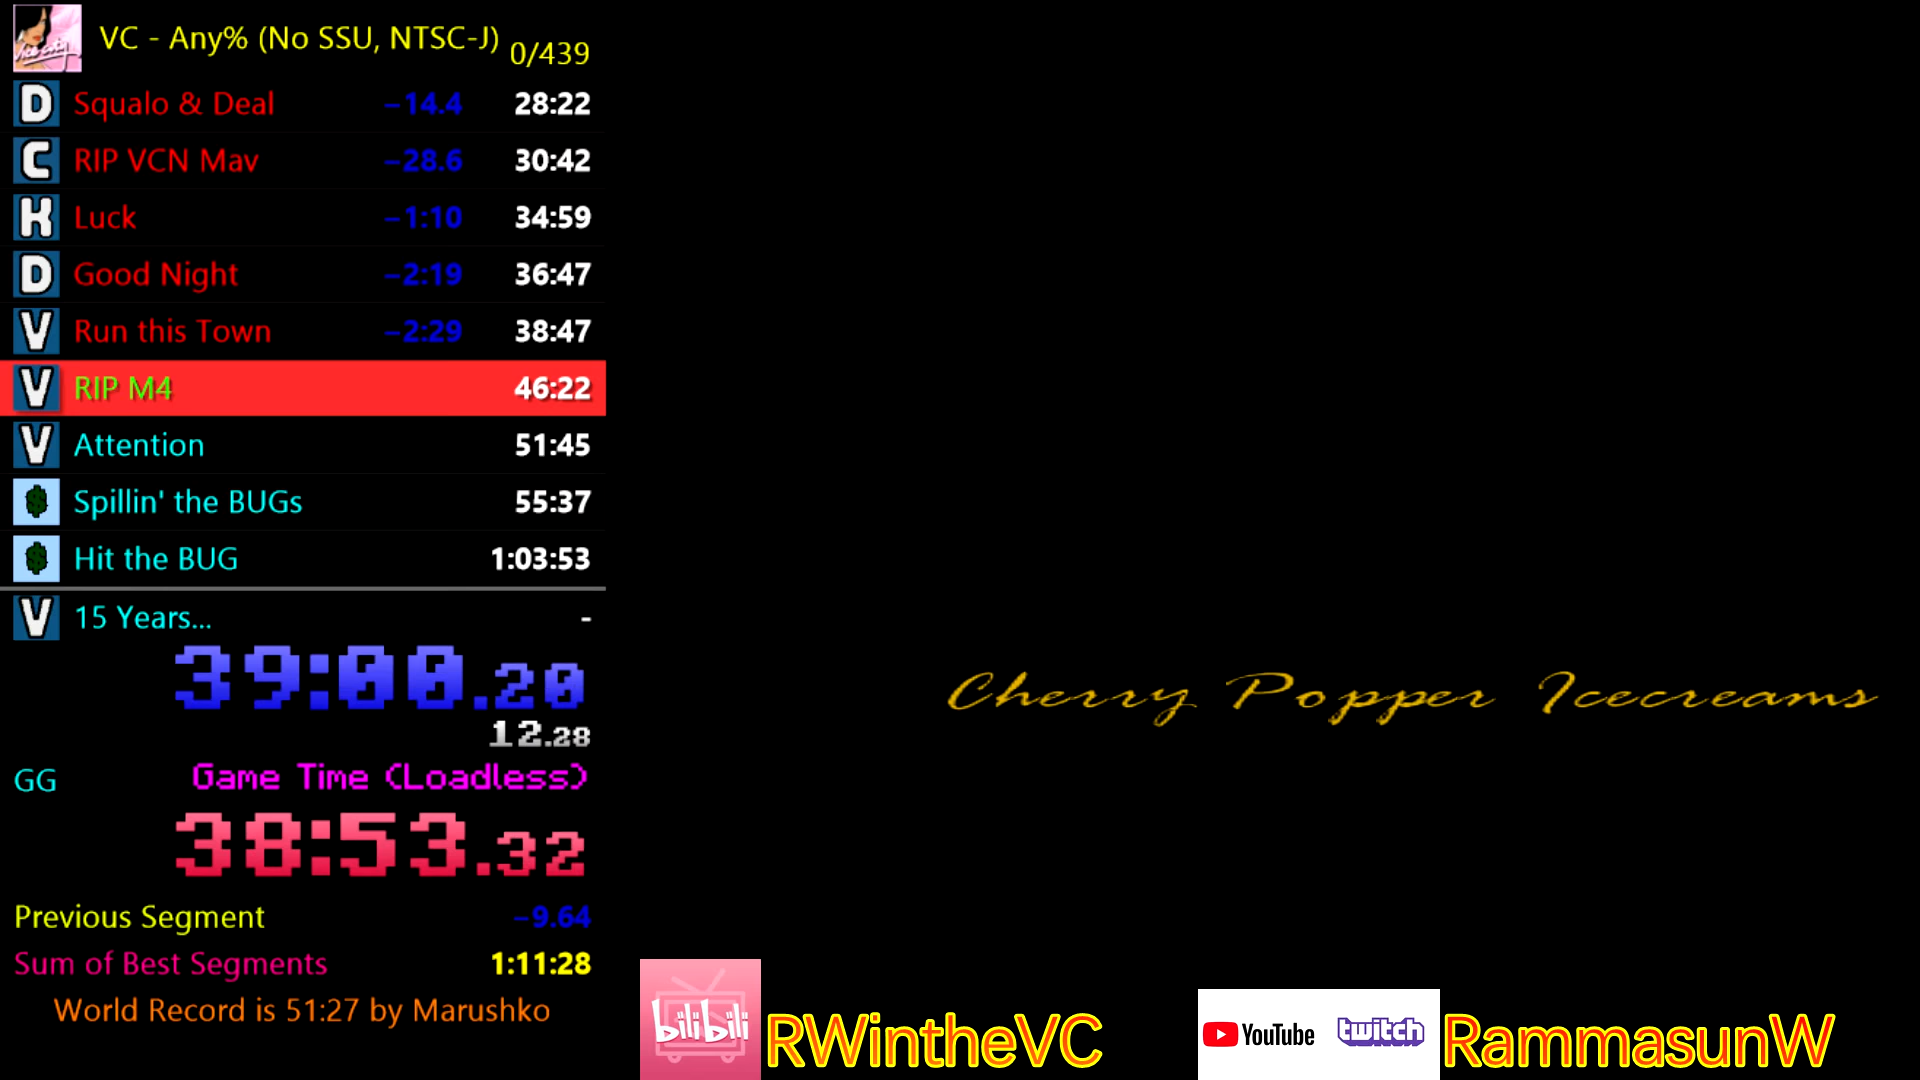 VC - Any% (No SSU, NTSC-J) 0/439
D Squalo & Deal −14.4 28:22
C RIP VCN Mav −28.6 30:42
K Luck −1:10 34:59
D Good Night −2:19 36:47
V Run this Town −2:29 38:47
V RIP M4 46:22
V Attention 51:45
$ Spillin' the BUGs 55:37
$ Hit the BUG 1:03:53
V 15 Years... -
39:00.20
12.28
GG Game Time (Loadless)
38:53.32
Previous Segment −9.64
Sum of Best Segments 1:11:28
World Record is 51:27 by Marushko
Cherry Popper Icecreams
bilibili RWintheVC YouTube twitch RammasunW